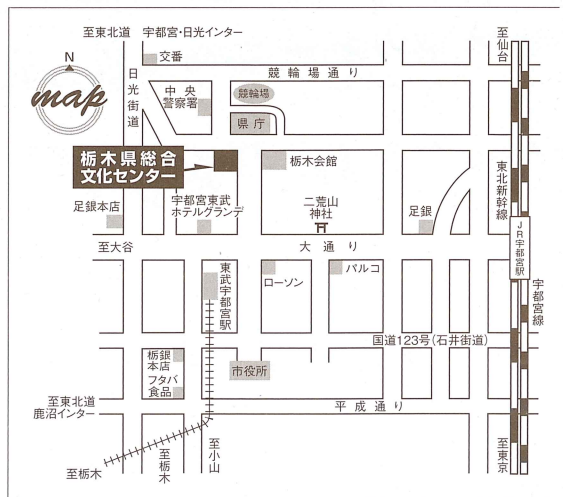 至東北道 宇都宮・日光インター
至仙台
交番
競輪場通り
N
map
日光街道
中央
警察署
競輪場
県庁
栃木県総合
文化センター
栃木会館
東北新幹線
足銀本店
宇都宮東武
ホテルグランデ
二荒山
神社
足銀
JR宇都宮駅
至大谷
大通り
東武宇都宮駅
ローソン
パルコ
宇都宮線
国道123号(石井街道)
栃銀
本店
フタバ
食品
市役所
至東北道
鹿沼インター
平成通り
至栃木
至栃木
至小山
至東京